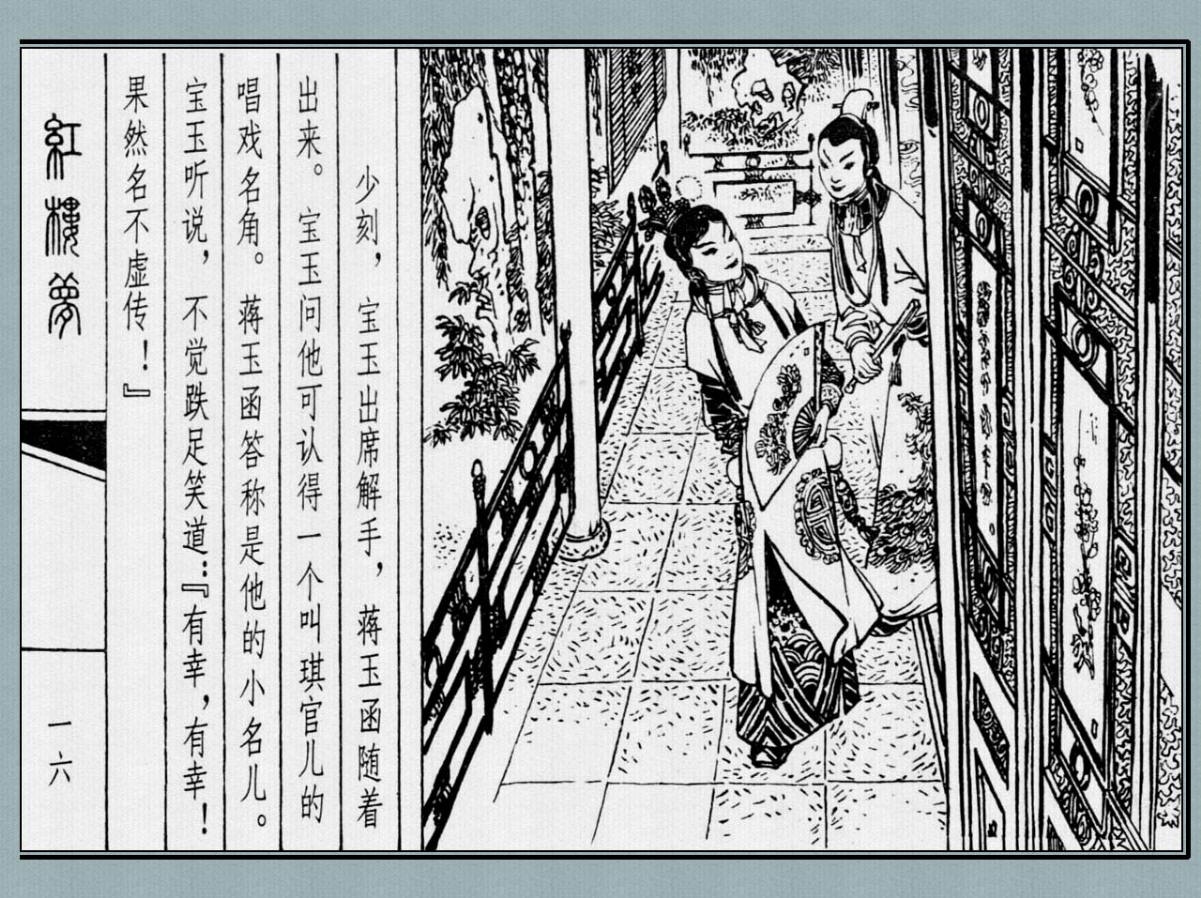 少刻，宝玉出席解手，蒋玉函随着
出来。宝玉问他可认得一个叫琪官儿的
唱戏名角。蒋玉函答称是他的小名儿。
宝玉听说，不觉跌足笑道：『有幸，有幸！
果然名不虚传！』
紅樓夢
一六